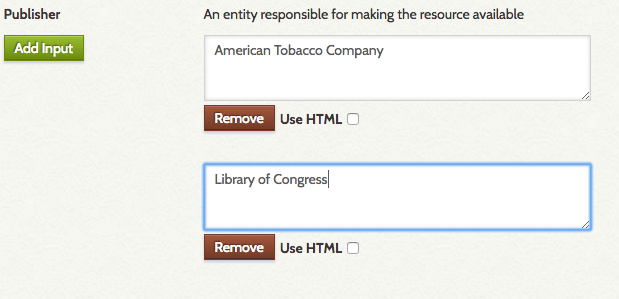 Publisher
An entity responsible for making the resource available
Add Input
American Tobacco Company
Remove Use HTML
Library of Congress
Remove Use HTML